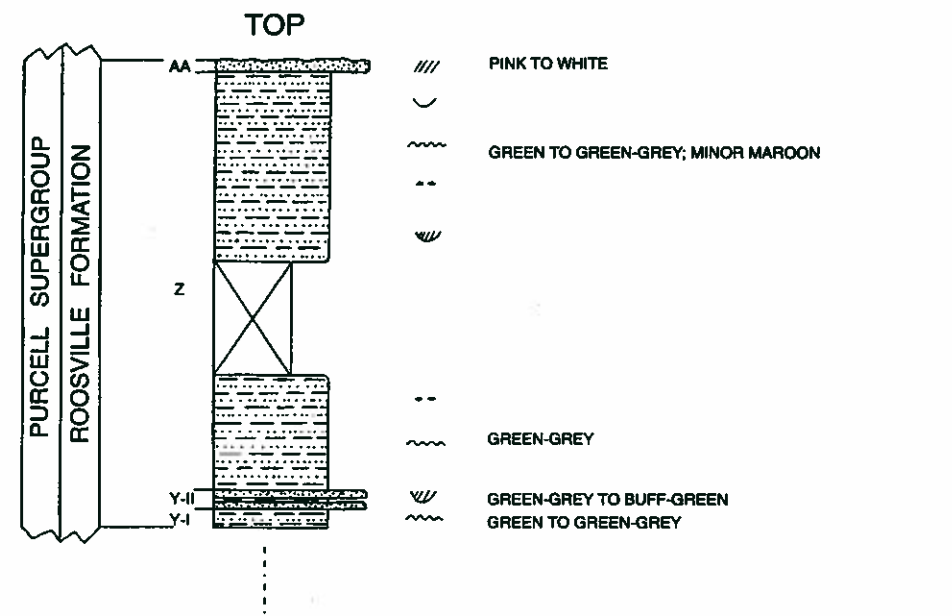 TOP
PURCELL SUPERGROUP
ROOSVILLE FORMATION
AA
PINK TO WHITE
GREEN TO GREEN-GREY; MINOR MAROON
Z
GREEN-GREY
Y-II
GREEN-GREY TO BUFF-GREEN
Y-I
GREEN TO GREEN-GREY